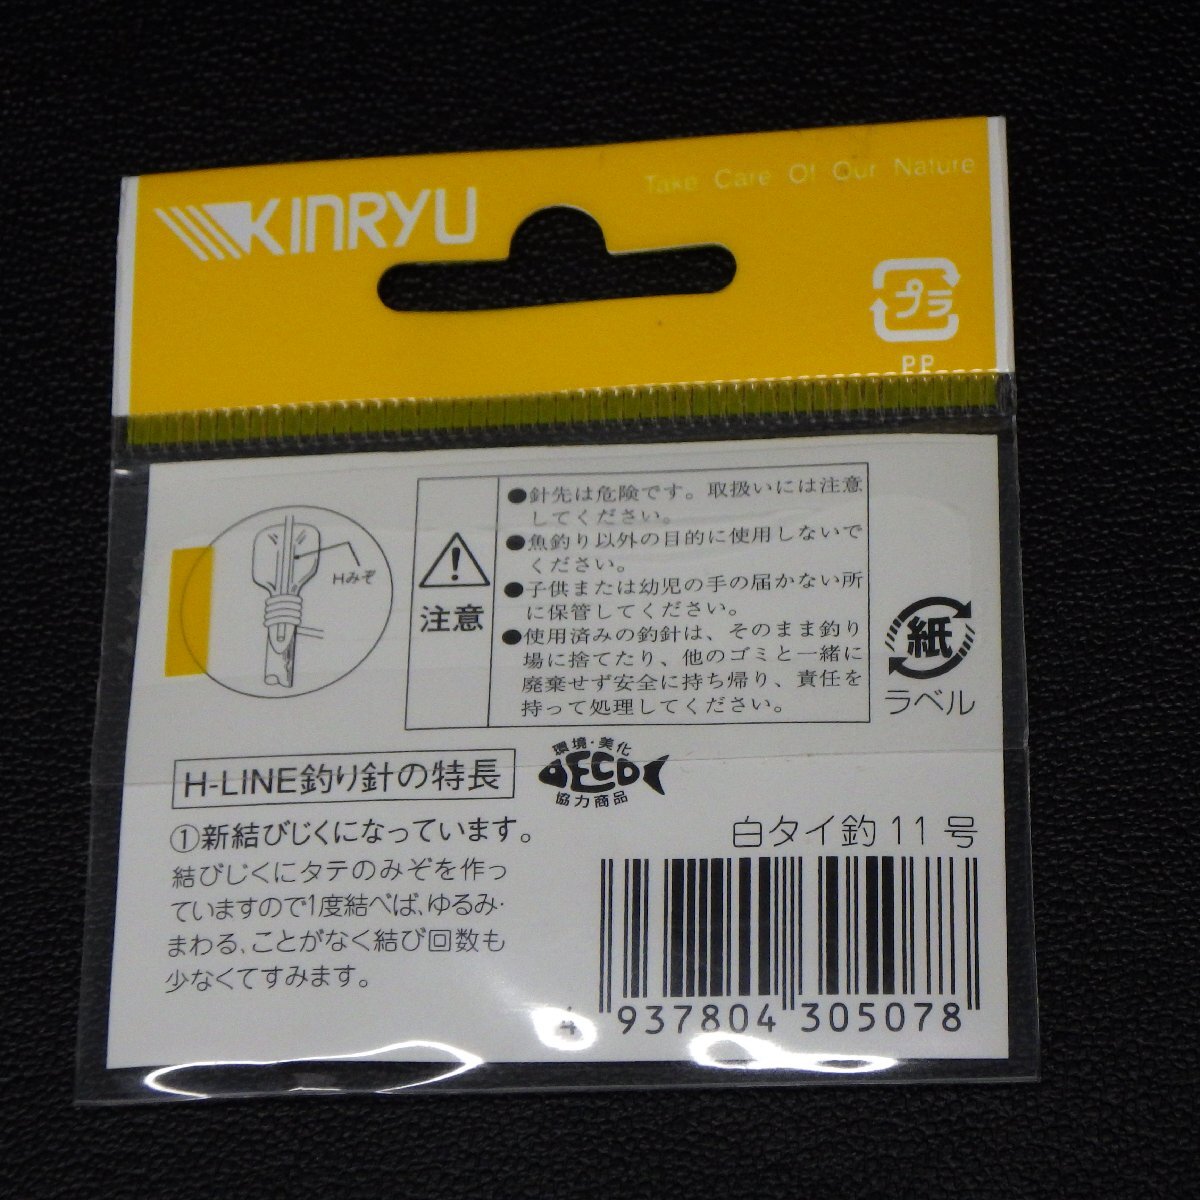 KINRYU
Take Care Of Our Nature
プラ
PP
Hみぞ
注意
●針先は危険です。取扱いには注意
してください。
●魚釣り以外の目的に使用しないで
ください。
●子供または幼児の手の届かない所
に保管してください。
●使用済みの釣針は、そのまま釣り
場に捨てたり、他のゴミと一緒に
廃棄せず安全に持ち帰り、責任を
持って処理してください。
紙
ラベル
H-LINE釣り針の特長
環境・美化
ECO
協力商品
①新結びじくになっています。
結びじくにタテのみぞを作っ
ていますので1度結べば、ゆるみ・
まわる、ことがなく結び回数も
少なくてすみます。
白タイ釣 11 号
4 937804 305078